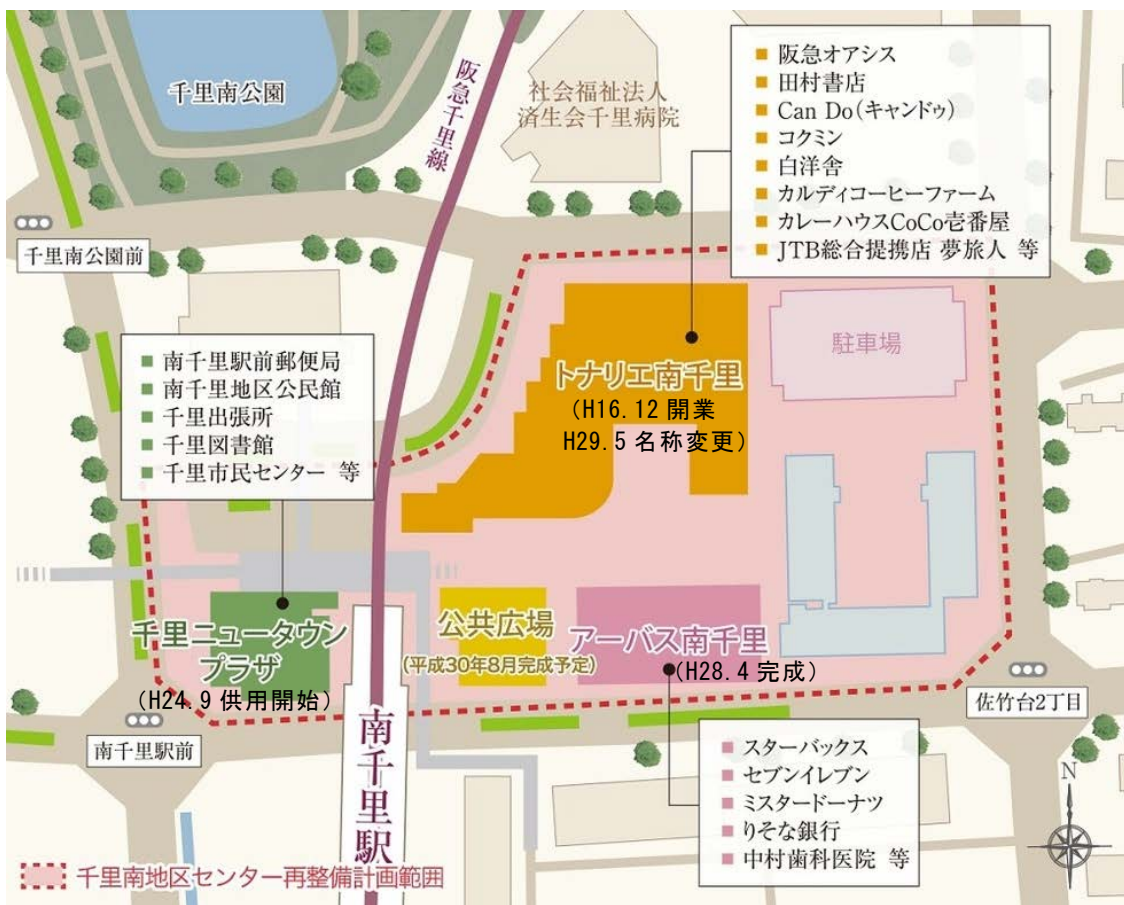 千里南公園
阪急千里線
社会福祉法人
済生会千里病院
■ 阪急オアシス
■ 田村書店
■ Can Do(キャンドゥ)
■ コクミン
■ 白洋舎
■ カルディコーヒーファーム
■ カレーハウスCoCo壱番屋
■ JTB総合提携店 夢旅人 等
千里南公園前
■ 南千里駅前郵便局
■ 南千里地区公民館
■ 千里出張所
■ 千里図書館
■ 千里市民センター 等
トナリエ南千里
(H16.12 開業
H29.5 名称変更)
駐車場
千里ニュータウン
プラザ
(H24.9 供用開始)
公共広場
(平成30年8月完成予定)
アーバス南千里
(H28.4 完成)
南千里駅前
南千里駅
佐竹台2丁目
■ スターバックス
■ セブンイレブン
■ ミスタードーナツ
■ りそな銀行
■ 中村歯科医院 等
N
千里南地区センター再整備計画範囲